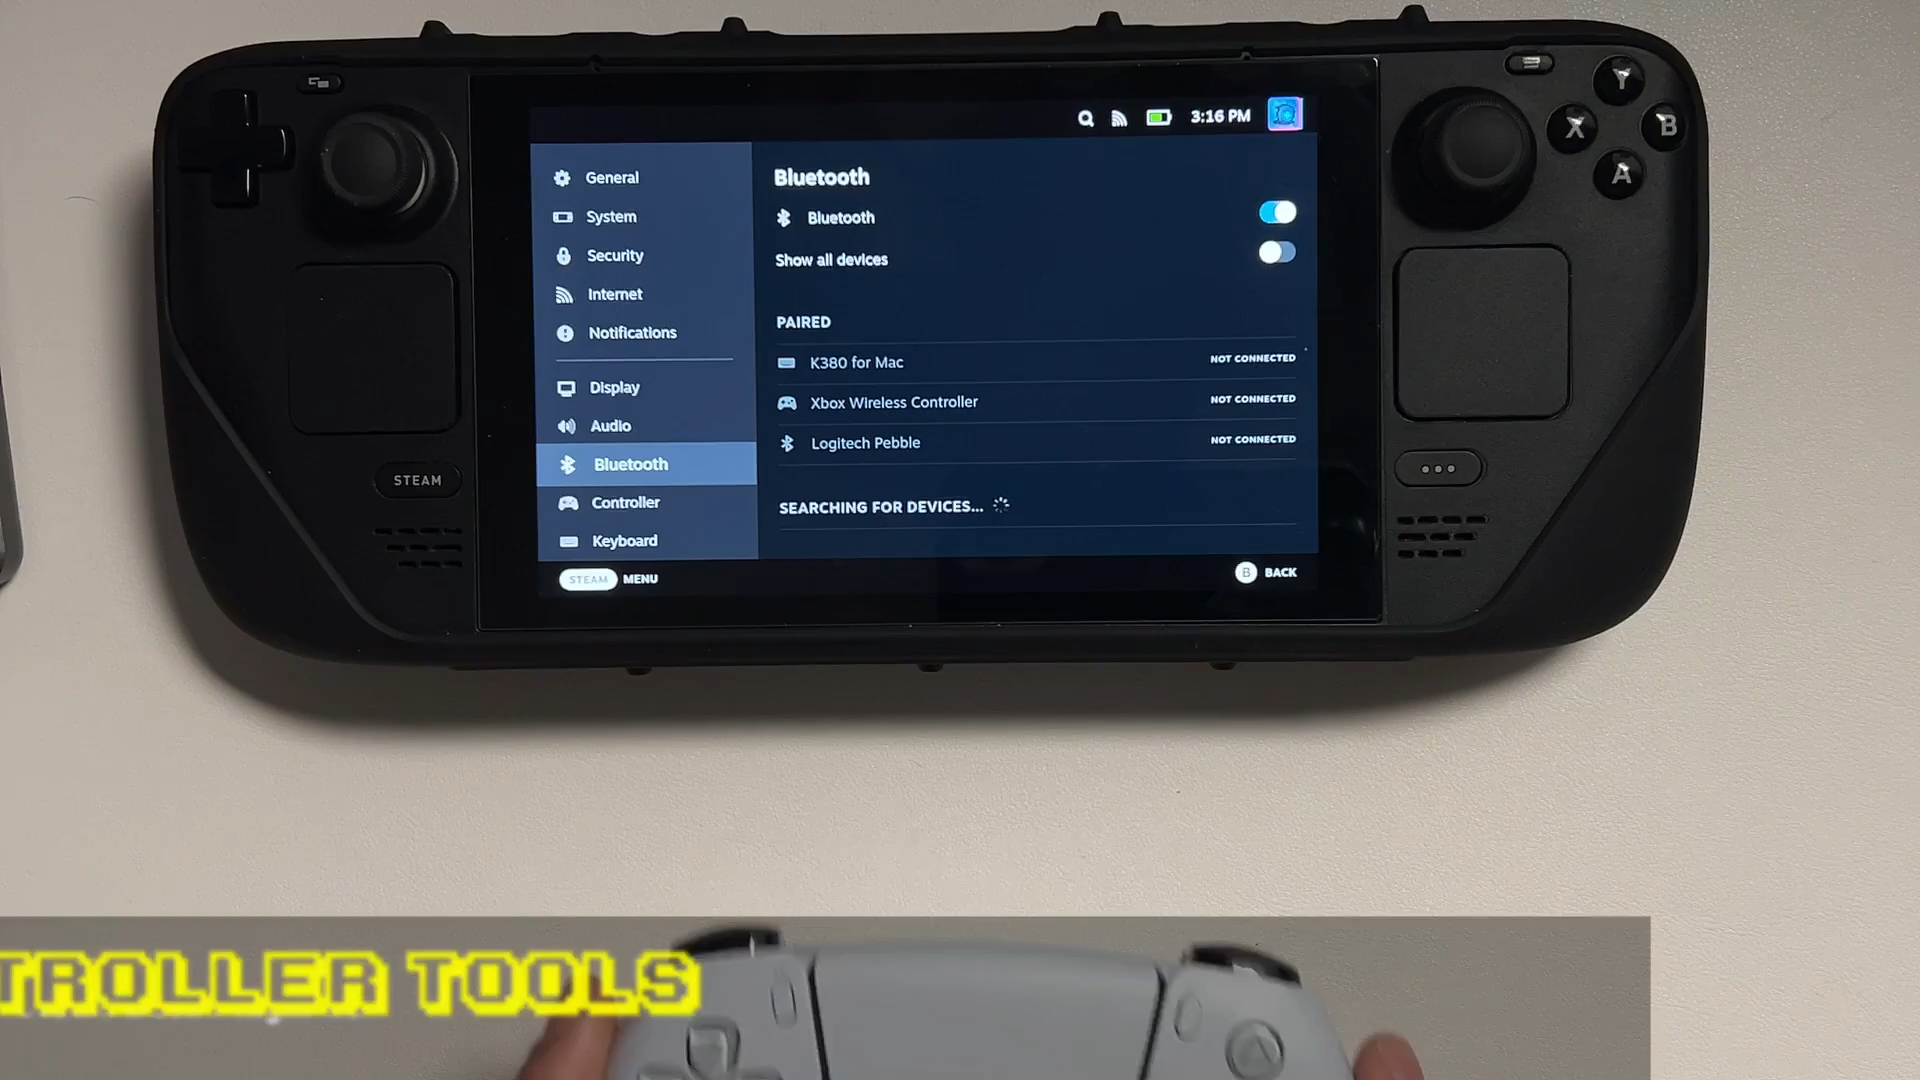 Y
X
B
A
3:16 PM
General
System
Security
Internet
Notifications
Display
Audio
Bluetooth
Controller
Keyboard
Bluetooth
Bluetooth
Show all devices
PAIRED
K380 for Mac NOT CONNECTED
Xbox Wireless Controller NOT CONNECTED
Logitech Pebble NOT CONNECTED
SEARCHING FOR DEVICES...
STEAM MENU
B BACK
STEAM
TROLLER TOOLS